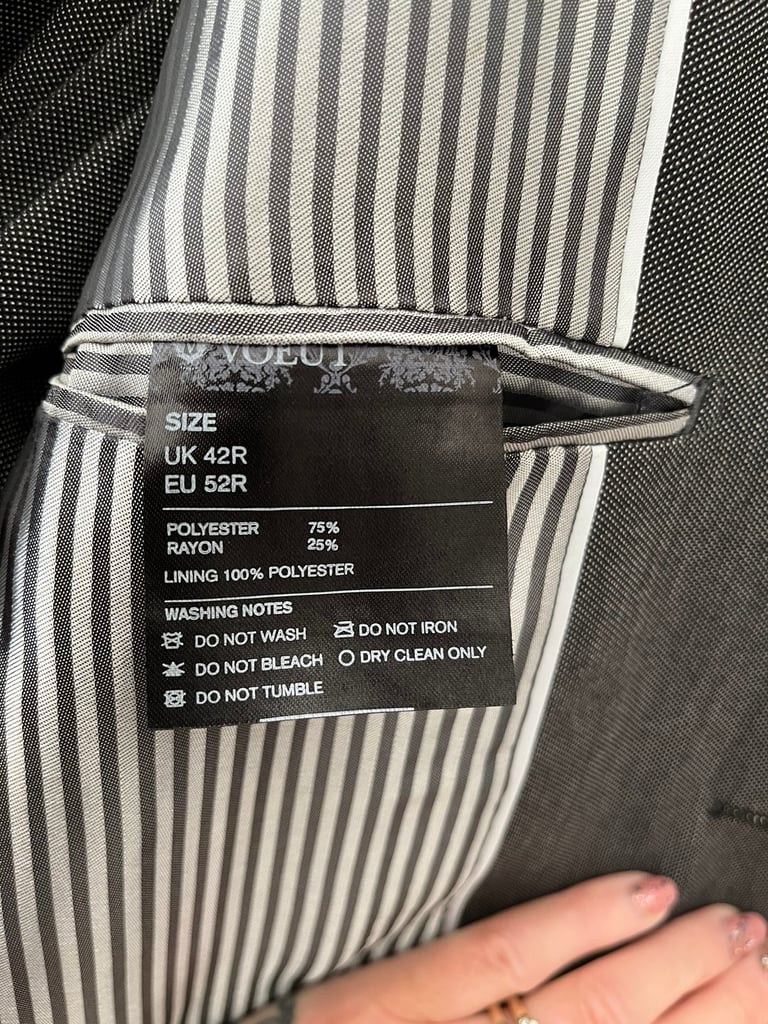 VOEUT
SIZE
UK 42R
EU 52R
POLYESTER 75%
RAYON 25%
LINING 100% POLYESTER
WASHING NOTES
DO NOT WASH DO NOT IRON
DO NOT BLEACH DRY CLEAN ONLY
DO NOT TUMBLE